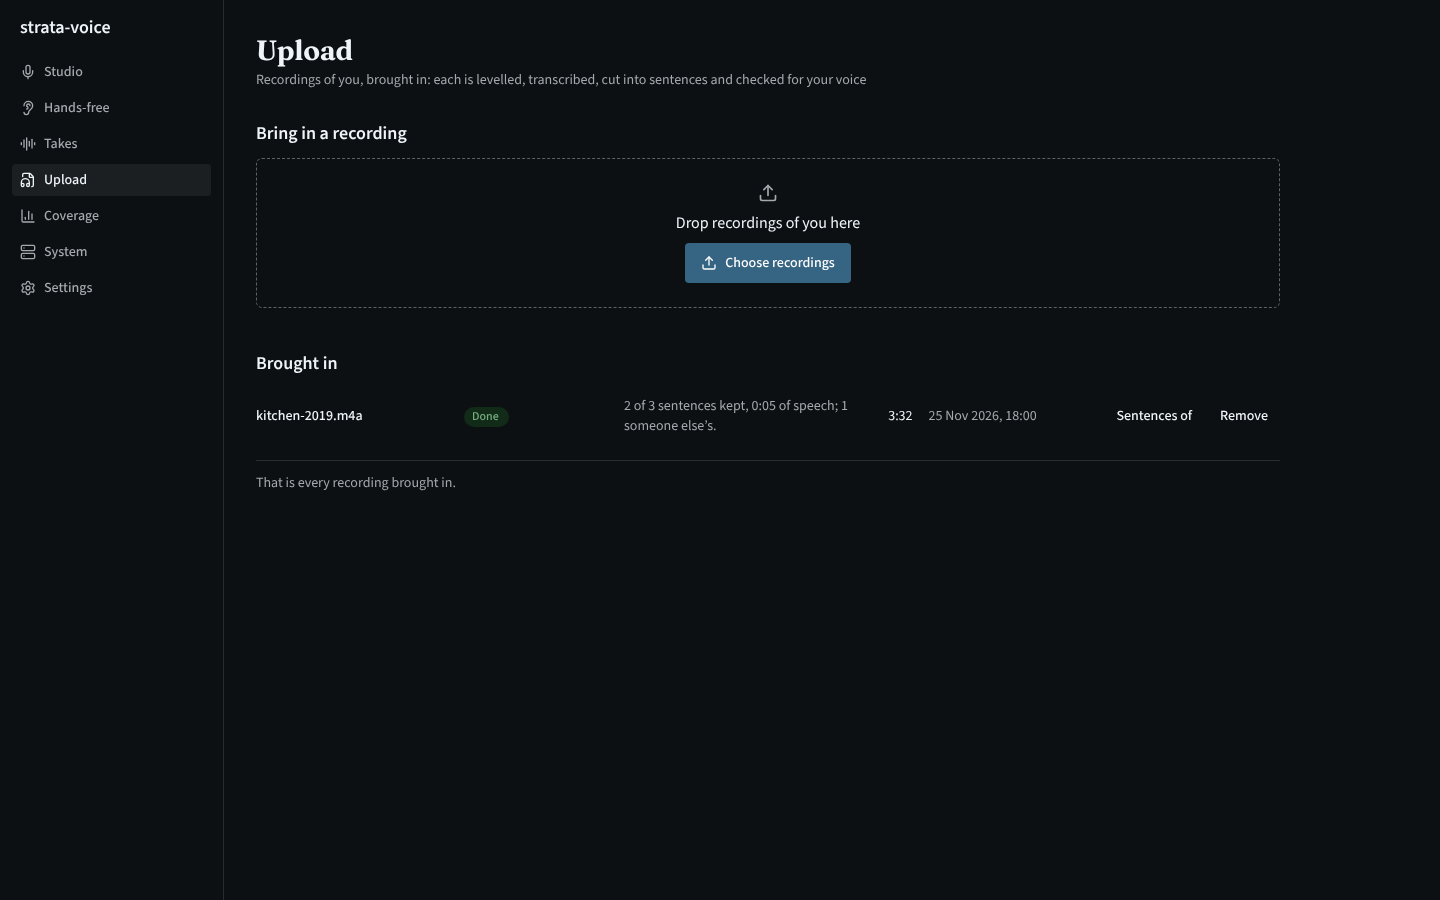 strata-voice
Studio
Hands-free
Takes
Upload
Coverage
System
Settings
Upload
Recordings of you, brought in: each is levelled, transcribed, cut into sentences and checked for your voice
Bring in a recording
Drop recordings of you here
Choose recordings
Brought in
kitchen-2019.m4a
Done
2 of 3 sentences kept, 0:05 of speech; 1
someone else’s.
3:32
25 Nov 2026, 18:00
Sentences of
Remove
That is every recording brought in.